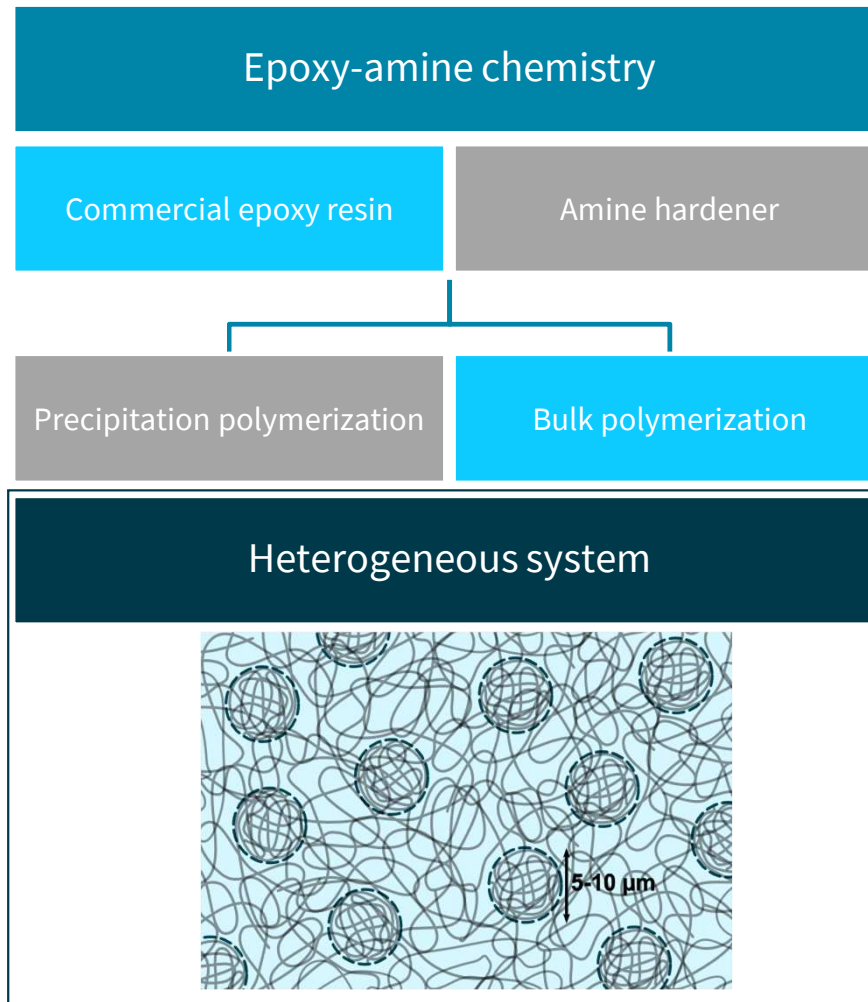 Epoxy-amine chemistry
Commercial epoxy resin
Amine hardener
Precipitation polymerization
Bulk polymerization
Heterogeneous system
5-10 µm